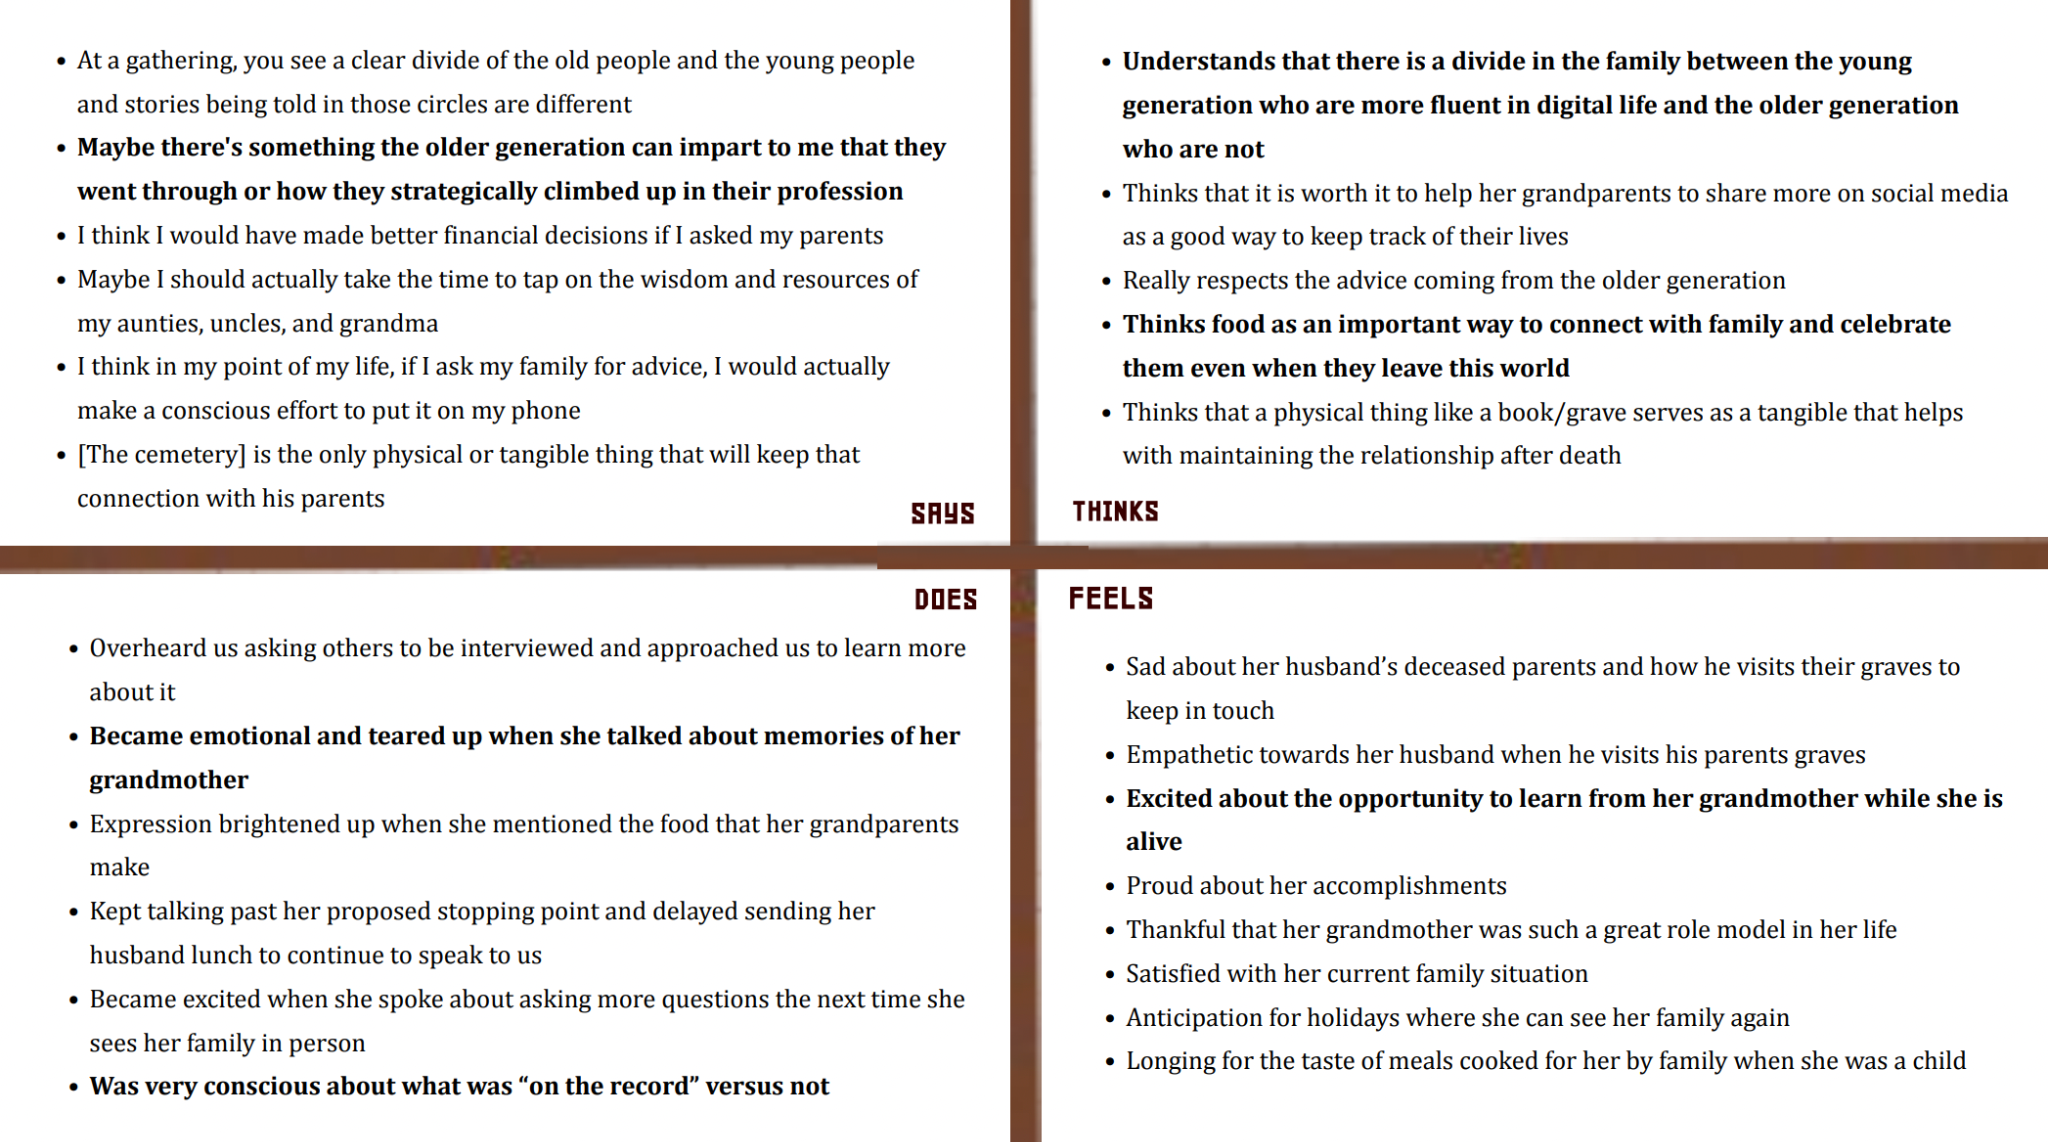 • At a gathering, you see a clear divide of the old people and the young people
and stories being told in those circles are different
• Maybe there's something the older generation can impart to me that they
went through or how they strategically climbed up in their profession
• I think I would have made better financial decisions if I asked my parents
• Maybe I should actually take the time to tap on the wisdom and resources of
my aunties, uncles, and grandma
• I think in my point of my life, if I ask my family for advice, I would actually
make a conscious effort to put it on my phone
• [The cemetery] is the only physical or tangible thing that will keep that
connection with his parents
SAYS
• Understands that there is a divide in the family between the young
generation who are more fluent in digital life and the older generation
who are not
• Thinks that it is worth it to help her grandparents to share more on social media
as a good way to keep track of their lives
• Really respects the advice coming from the older generation
• Thinks food as an important way to connect with family and celebrate
them even when they leave this world
• Thinks that a physical thing like a book/grave serves as a tangible that helps
with maintaining the relationship after death
THINKS
DOES
• Overheard us asking others to be interviewed and approached us to learn more
about it
• Became emotional and teared up when she talked about memories of her
grandmother
• Expression brightened up when she mentioned the food that her grandparents
make
• Kept talking past her proposed stopping point and delayed sending her
husband lunch to continue to speak to us
• Became excited when she spoke about asking more questions the next time she
sees her family in person
• Was very conscious about what was “on the record” versus not
FEELS
• Sad about her husband’s deceased parents and how he visits their graves to
keep in touch
• Empathetic towards her husband when he visits his parents graves
• Excited about the opportunity to learn from her grandmother while she is
alive
• Proud about her accomplishments
• Thankful that her grandmother was such a great role model in her life
• Satisfied with her current family situation
• Anticipation for holidays where she can see her family again
• Longing for the taste of meals cooked for her by family when she was a child